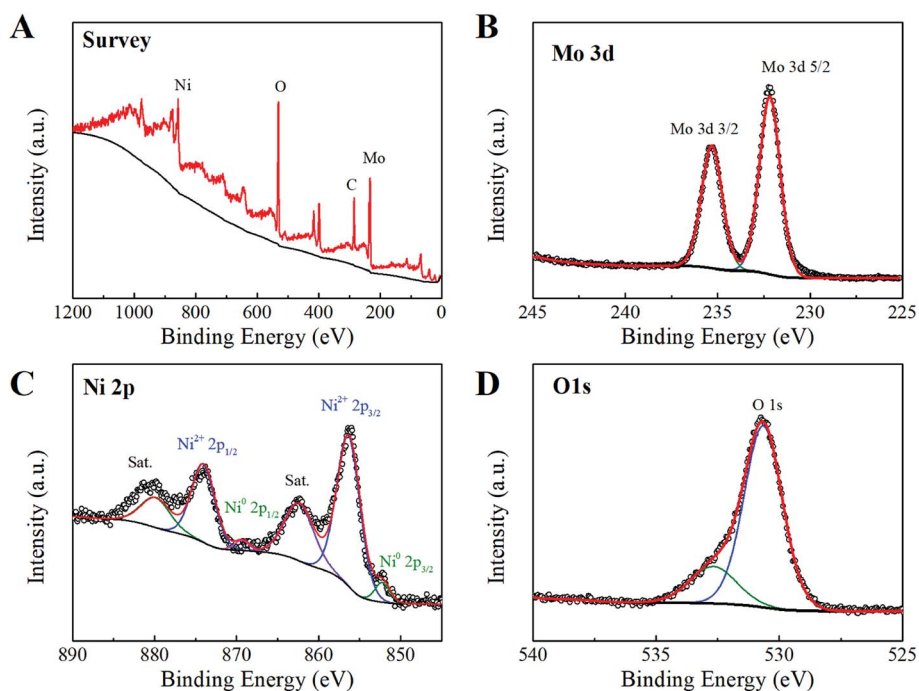 A
Survey
Ni
O
C
Mo
Intensity (a.u.)
1200 1000 800 600 400 200 0
Binding Energy (eV)
B
Mo 3d
Mo 3d 5/2
Mo 3d 3/2
Intensity (a.u.)
245 240 235 230 225
Binding Energy (eV)
C
Ni 2p
Ni²⁺ 2p₃/₂
Ni²⁺ 2p₁/₂
Sat.
Sat.
Ni⁰ 2p₁/₂
Ni⁰ 2p₃/₂
Intensity (a.u.)
890 880 870 860 850
Binding Energy (eV)
D
O1s
O 1s
Intensity (a.u.)
540 535 530 525
Binding Energy (eV)